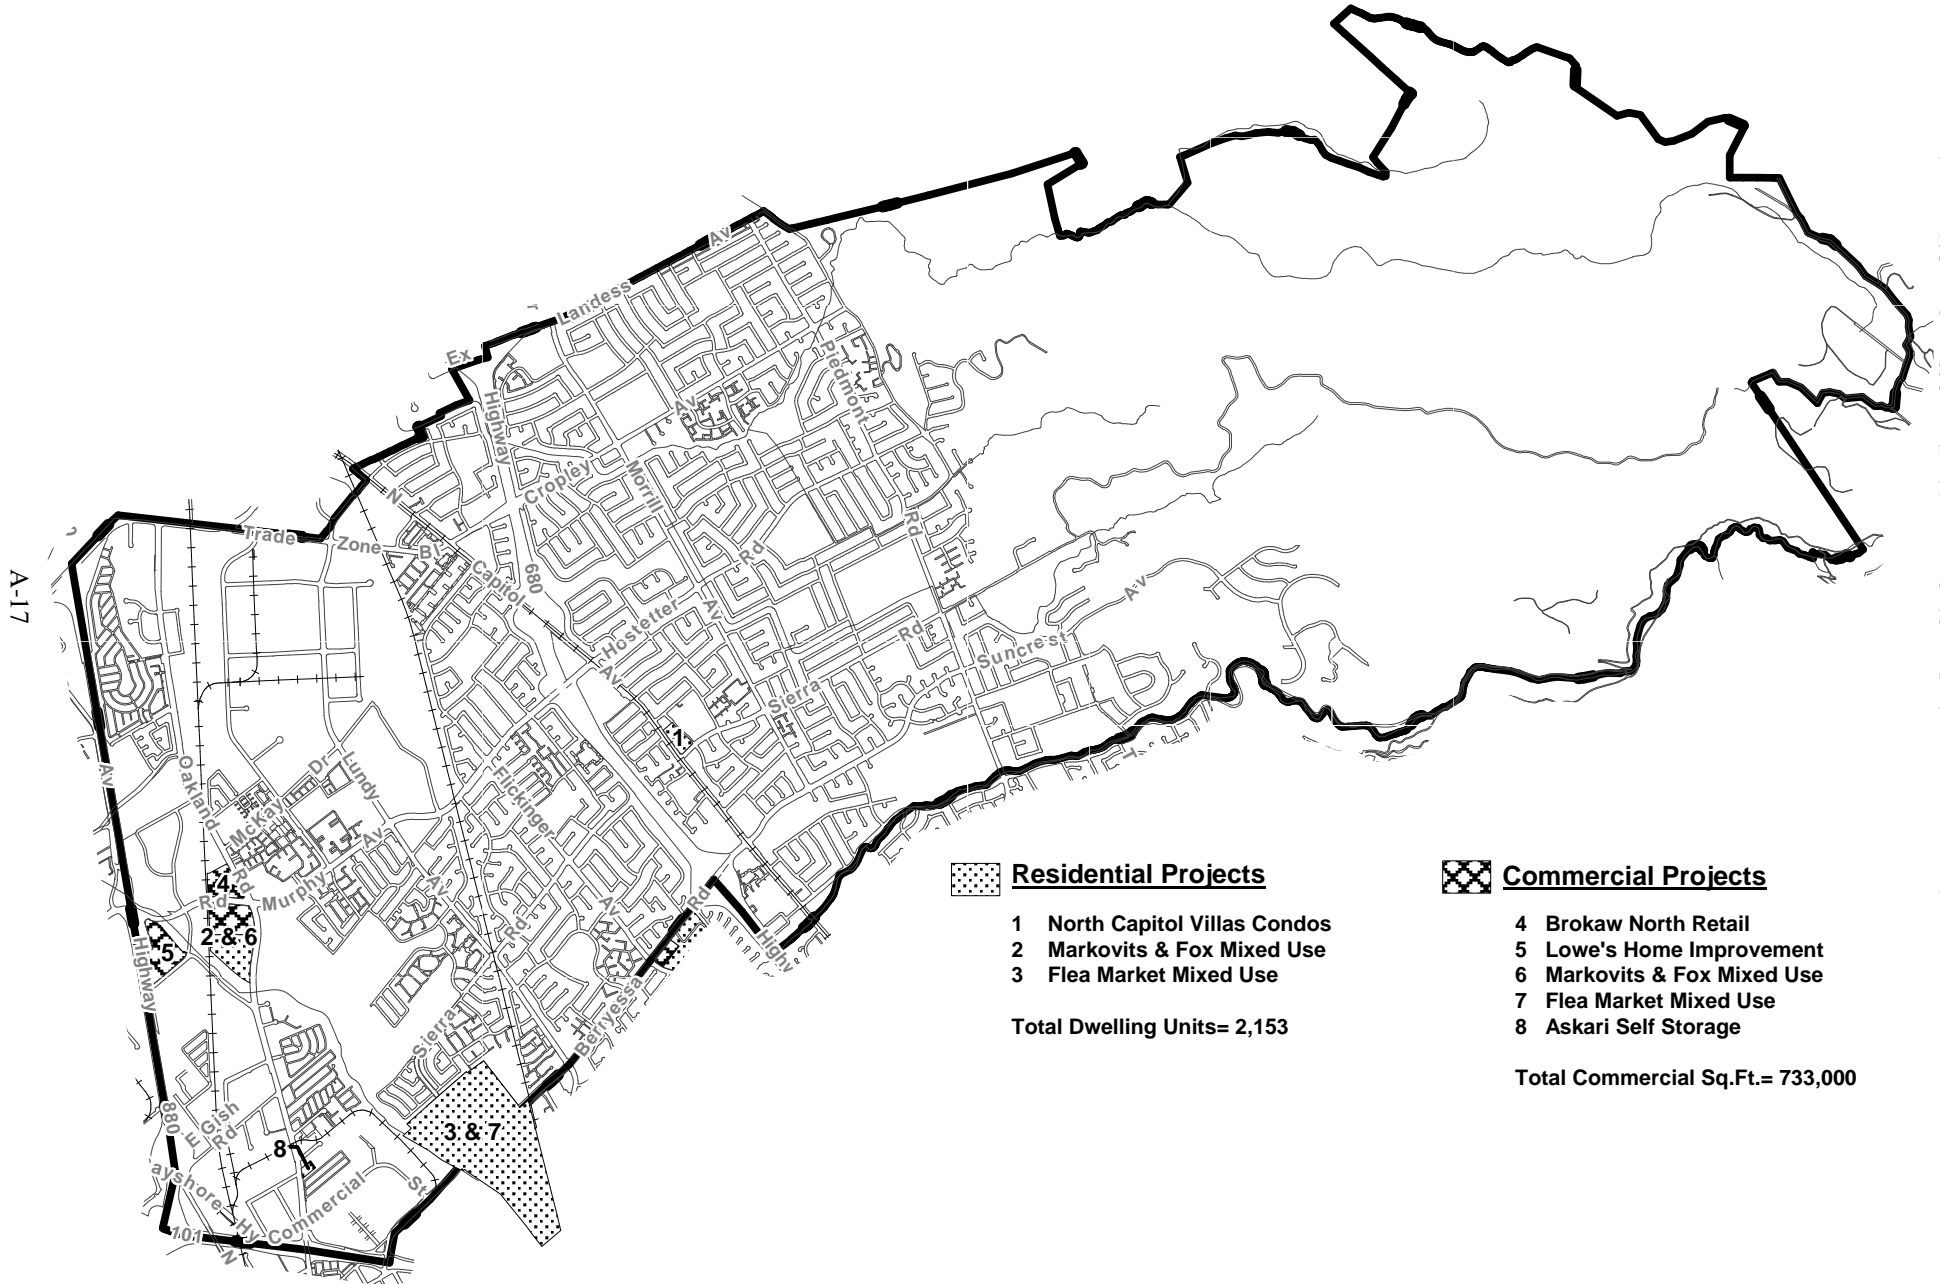 Av
Landess
Ex
Piedmont
Highway
Av
Cropley
Morrill
N
Trade Zone Bl
Rd
Rd
680
Capitol
A-17
Av
Hostetter
Av
Av
Rd
Suncrest
Sierra
1
Av
Dr
Lundy
Oakland
Flickinger
McKay
Av
4
Rd
Rd
Murphy
Av
Av
Rd
Rd
2 & 6
5
Highway
Highw
Berryessa
Sierra
880
E Gish
Rd
3 & 7
8
ayshore
Hy
Commercial
St
101
N
Residential Projects
1 North Capitol Villas Condos
2 Markovits & Fox Mixed Use
3 Flea Market Mixed Use
Total Dwelling Units= 2,153
Commercial Projects
4 Brokaw North Retail
5 Lowe's Home Improvement
6 Markovits & Fox Mixed Use
7 Flea Market Mixed Use
8 Askari Self Storage
Total Commercial Sq.Ft.= 733,000